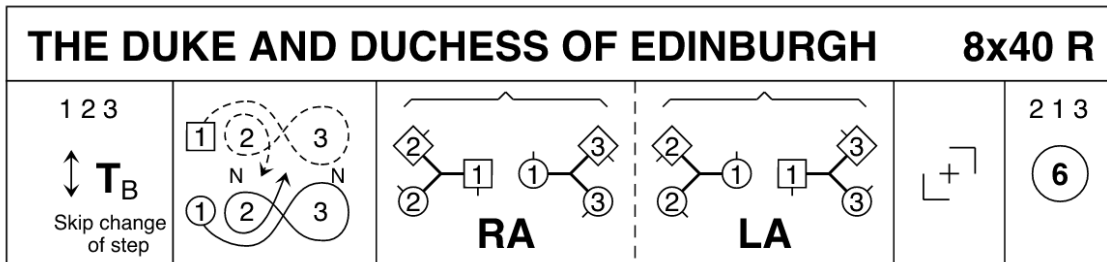 THE DUKE AND DUCHESS OF EDINBURGH 8x40 R
1 2 3
T B
Skip change
of step
1 2 3
N N
1 2 3
2 1 1 3
2 3
RA
2 1 1 3
2 3
LA
2 1 3
6